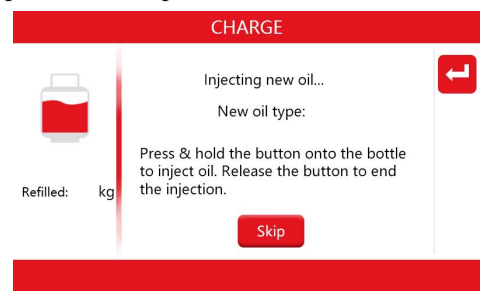 CHARGE
Injecting new oil...
New oil type:
Press & hold the button onto the bottle
to inject oil. Release the button to end
the injection.
Refilled: kg
Skip